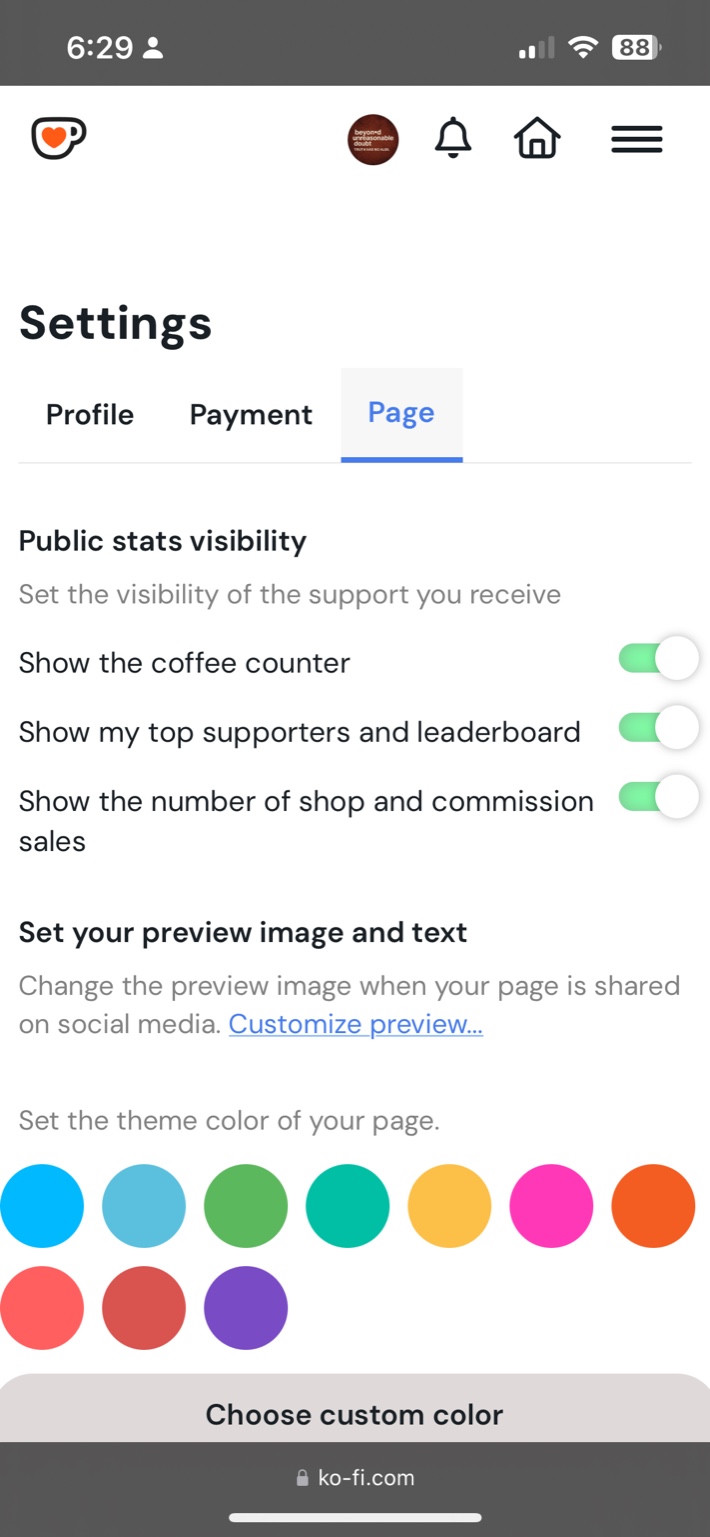 6:29
88
beyond
unreasonable
doubt
Settings
Profile Payment Page
Public stats visibility
Set the visibility of the support you receive
Show the coffee counter
Show my top supporters and leaderboard
Show the number of shop and commission
sales
Set your preview image and text
Change the preview image when your page is shared
on social media. Customize preview...
Set the theme color of your page.
Choose custom color
ko-fi.com